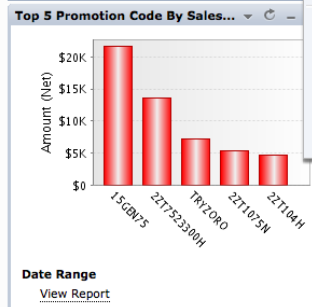 Top 5 Promotion Code By Sales...
$20K
$15K
$10K
$5K
$0
Amount (Net)
15GEN75
2ZT7523300H
TRYZORO
2ZT1075N
2ZT104H
Date Range
View Report